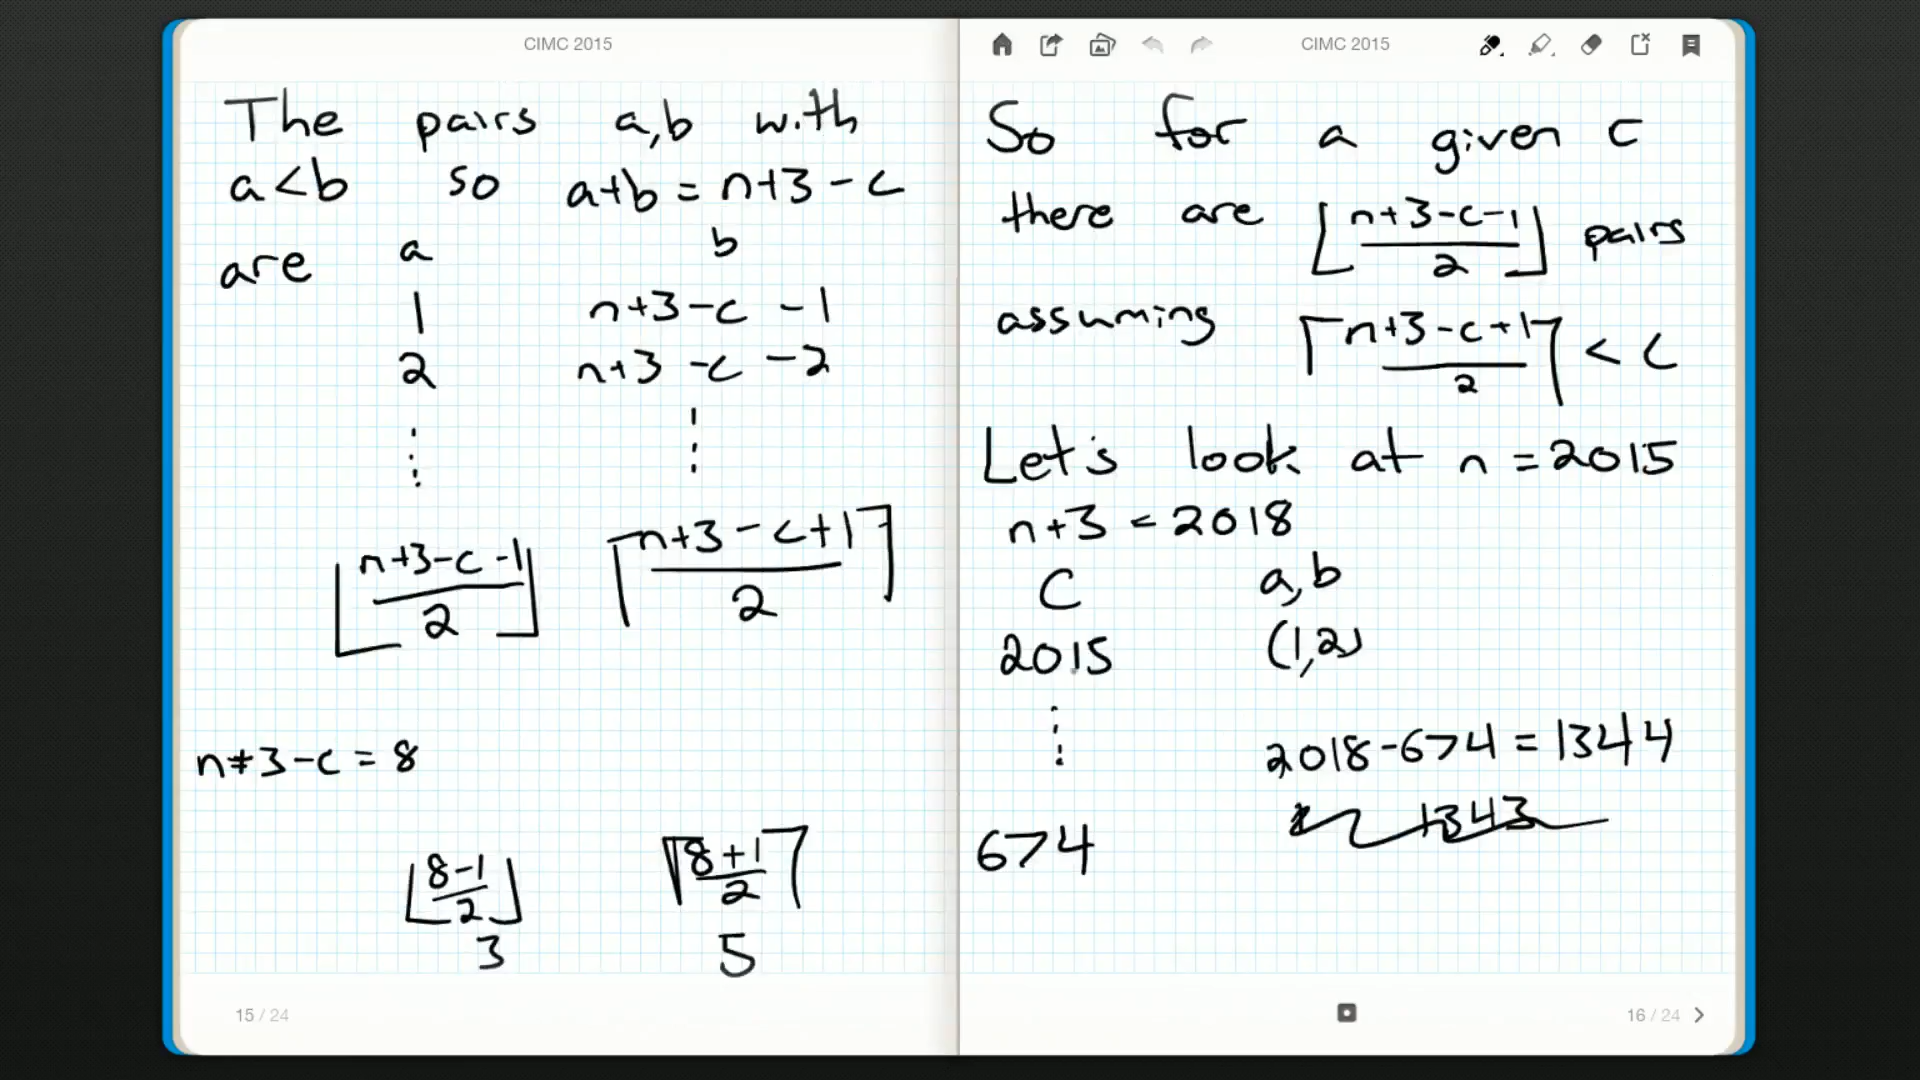 CIMC 2015
The pairs a,b with
a<b so a+b = n+3-c
are a b
1 n+3-c -1
2 n+3-c -2
⋮ ⋮
⌊(n+3-c-1)/2⌋ ⌈(n+3-c+1)/2⌉
n+3-c = 8
⌊(8-1)/2⌋ ⌈(8+1)/2⌉
3 5
15 / 24
CIMC 2015
So for a given c
there are ⌊(n+3-c-1)/2⌋ pairs
assuming ⌈(n+3-c+1)/2⌉ < c
Let's look at n = 2015
n+3 = 2018
C a,b
2015 (1,2)
⋮ 2018-674 = 1344
1343
674
16 / 24